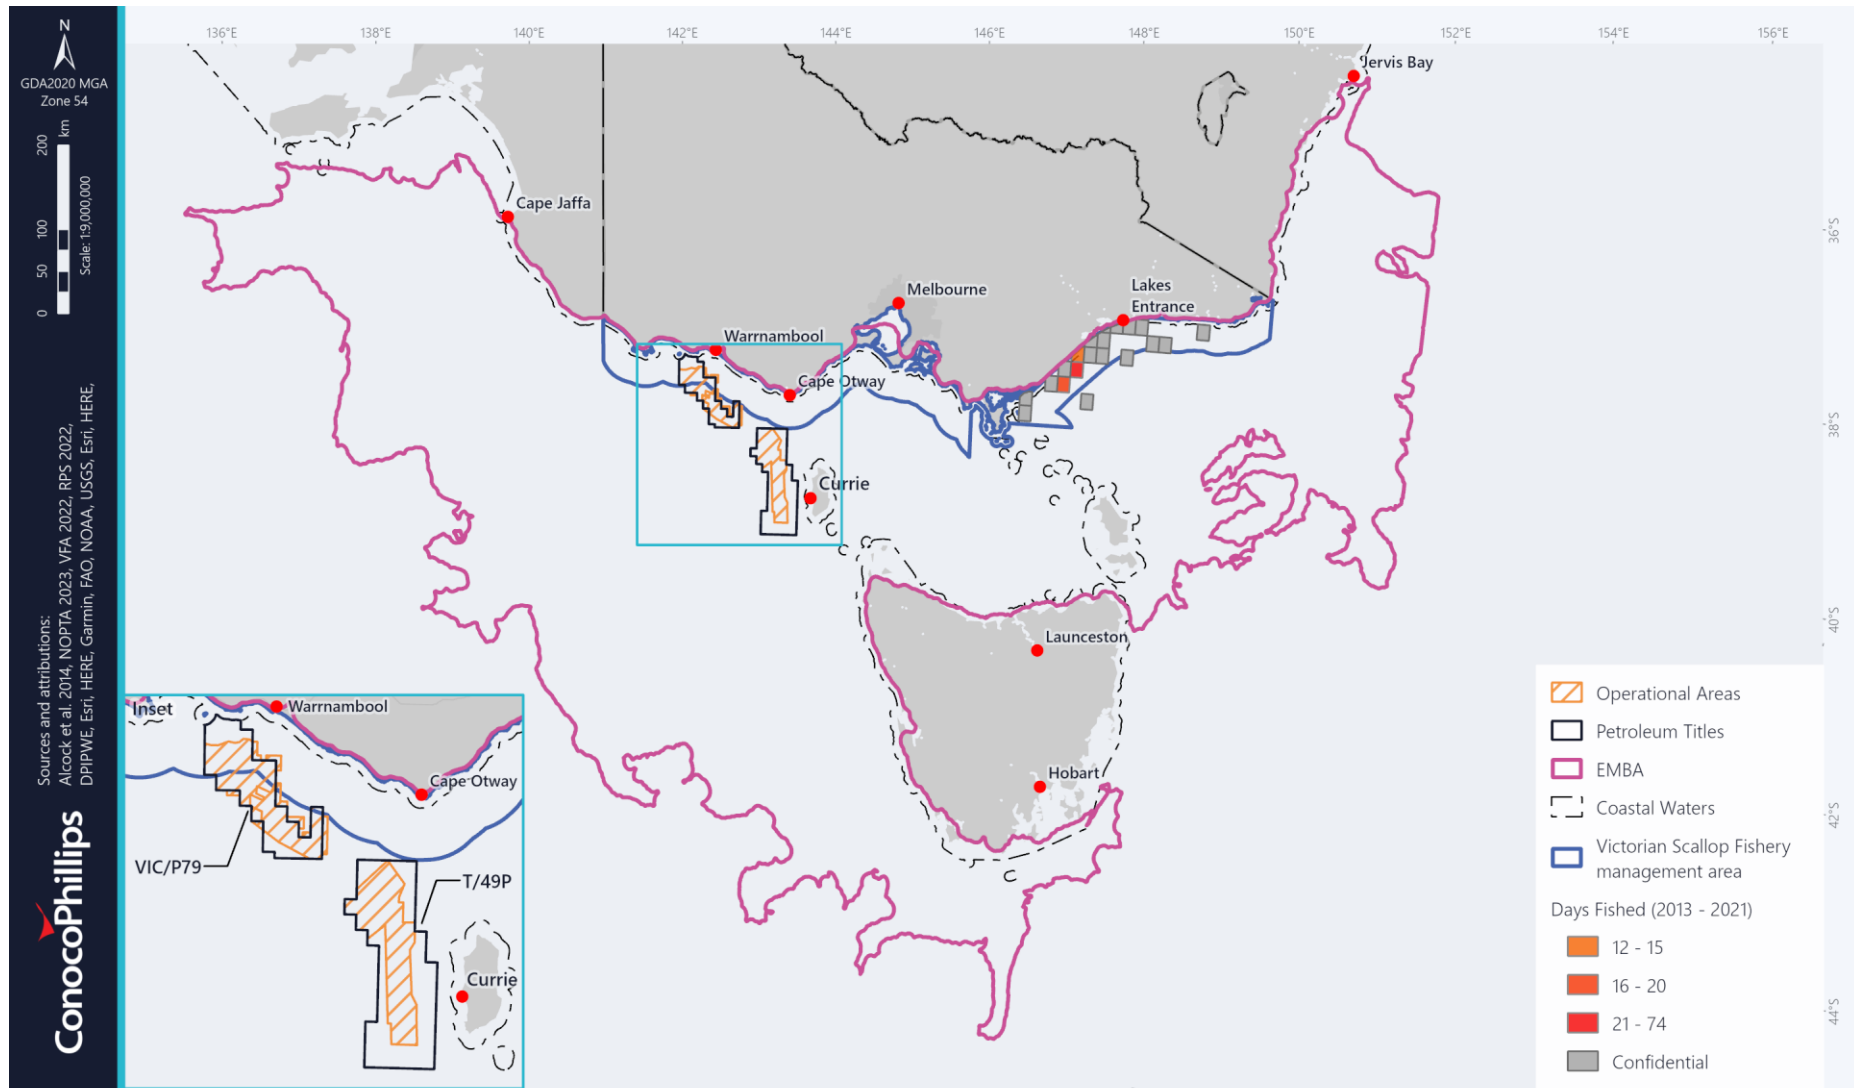 N
GDA2020 MGA
Zone 54
0 50 100 200
km
Scale: 1:9,000,000
Sources and attributions:
Alcock et al. 2014, NOPTA 2023, VFA 2022, RPS 2022,
DPIPWE, Esri, HERE, Garmin, FAO, NOAA, USGS, Esri, HERE,
ConocoPhillips
136°E 138°E 140°E 142°E 144°E 146°E 148°E 150°E 152°E 154°E 156°E
36°S
38°S
40°S
42°S
44°S
Jervis Bay
Cape Jaffa
Melbourne
Lakes
Entrance
Warrnambool
Cape Otway
Currie
Launceston
Hobart
Inset
Warrnambool
Cape Otway
VIC/P79
T/49P
Currie
Operational Areas
Petroleum Titles
EMBA
Coastal Waters
Victorian Scallop Fishery
management area
Days Fished (2013 - 2021)
12 - 15
16 - 20
21 - 74
Confidential